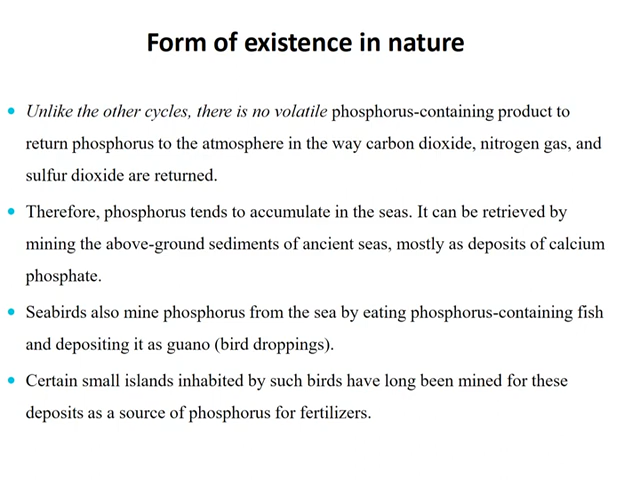 Form of existence in nature
• Unlike the other cycles, there is no volatile phosphorus-containing product to
return phosphorus to the atmosphere in the way carbon dioxide, nitrogen gas, and
sulfur dioxide are returned.
• Therefore, phosphorus tends to accumulate in the seas. It can be retrieved by
mining the above-ground sediments of ancient seas, mostly as deposits of calcium
phosphate.
• Seabirds also mine phosphorus from the sea by eating phosphorus-containing fish
and depositing it as guano (bird droppings).
• Certain small islands inhabited by such birds have long been mined for these
deposits as a source of phosphorus for fertilizers.